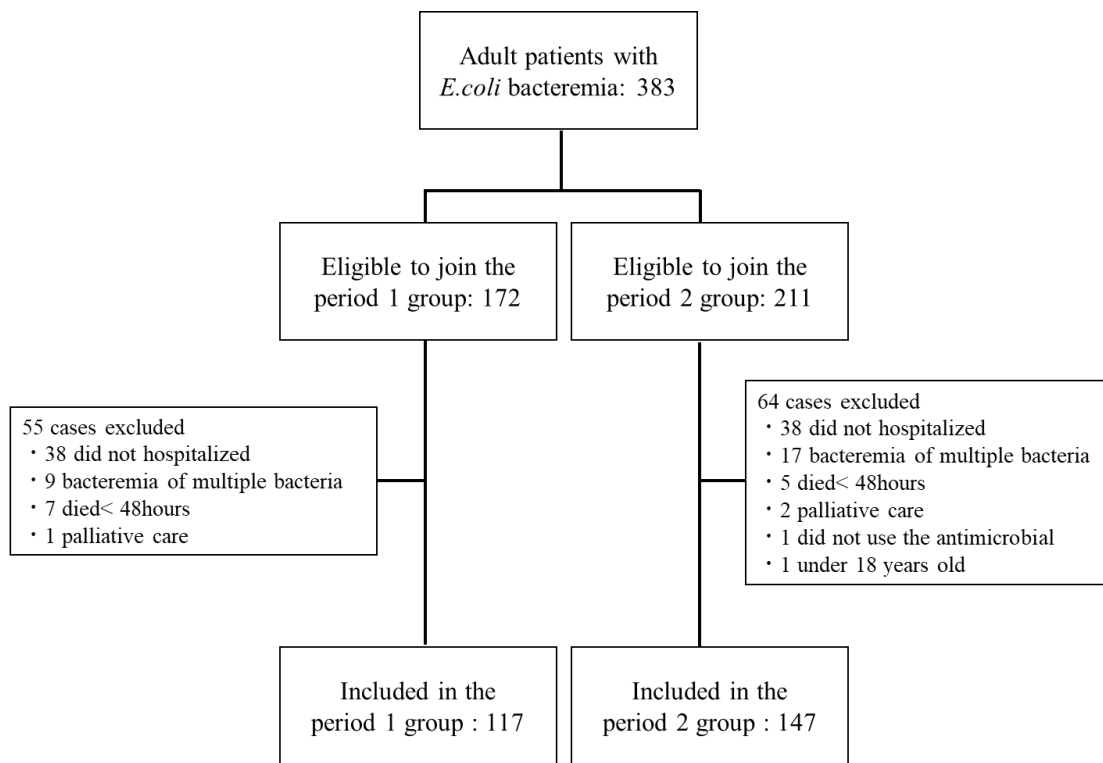 Adult patients with
E.coli bacteremia: 383
Eligible to join the
period 1 group: 172
Eligible to join the
period 2 group: 211
55 cases excluded
・38 did not hospitalized
・9 bacteremia of multiple bacteria
・7 died< 48hours
・1 palliative care
64 cases excluded
・38 did not hospitalized
・17 bacteremia of multiple bacteria
・5 died< 48hours
・2 palliative care
・1 did not use the antimicrobial
・1 under 18 years old
Included in the
period 1 group : 117
Included in the
period 2 group : 147